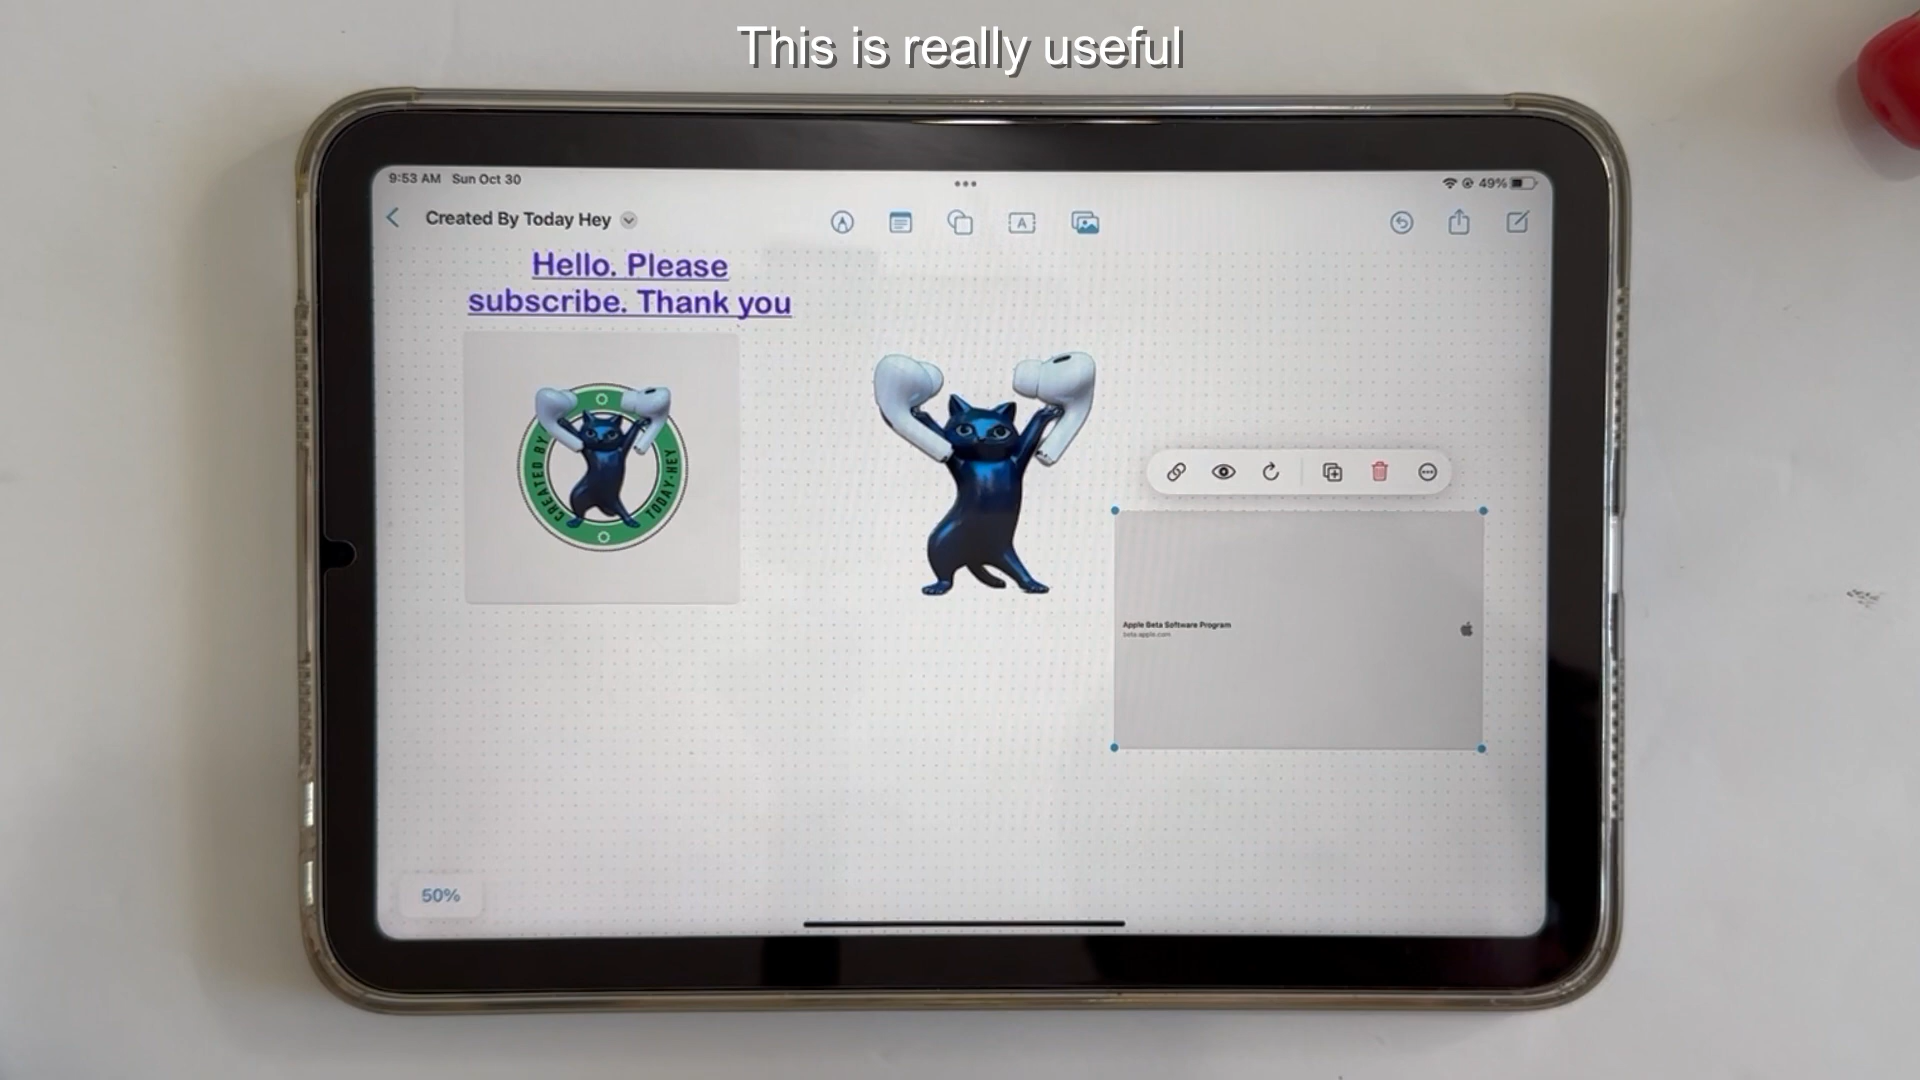 This is really useful
9:53 AM Sun Oct 30
49%
Created By Today Hey
A
Hello. Please
subscribe. Thank you
CREATED BY
TODAY-HEY
Apple Beta Software Program
beta.apple.com
50%